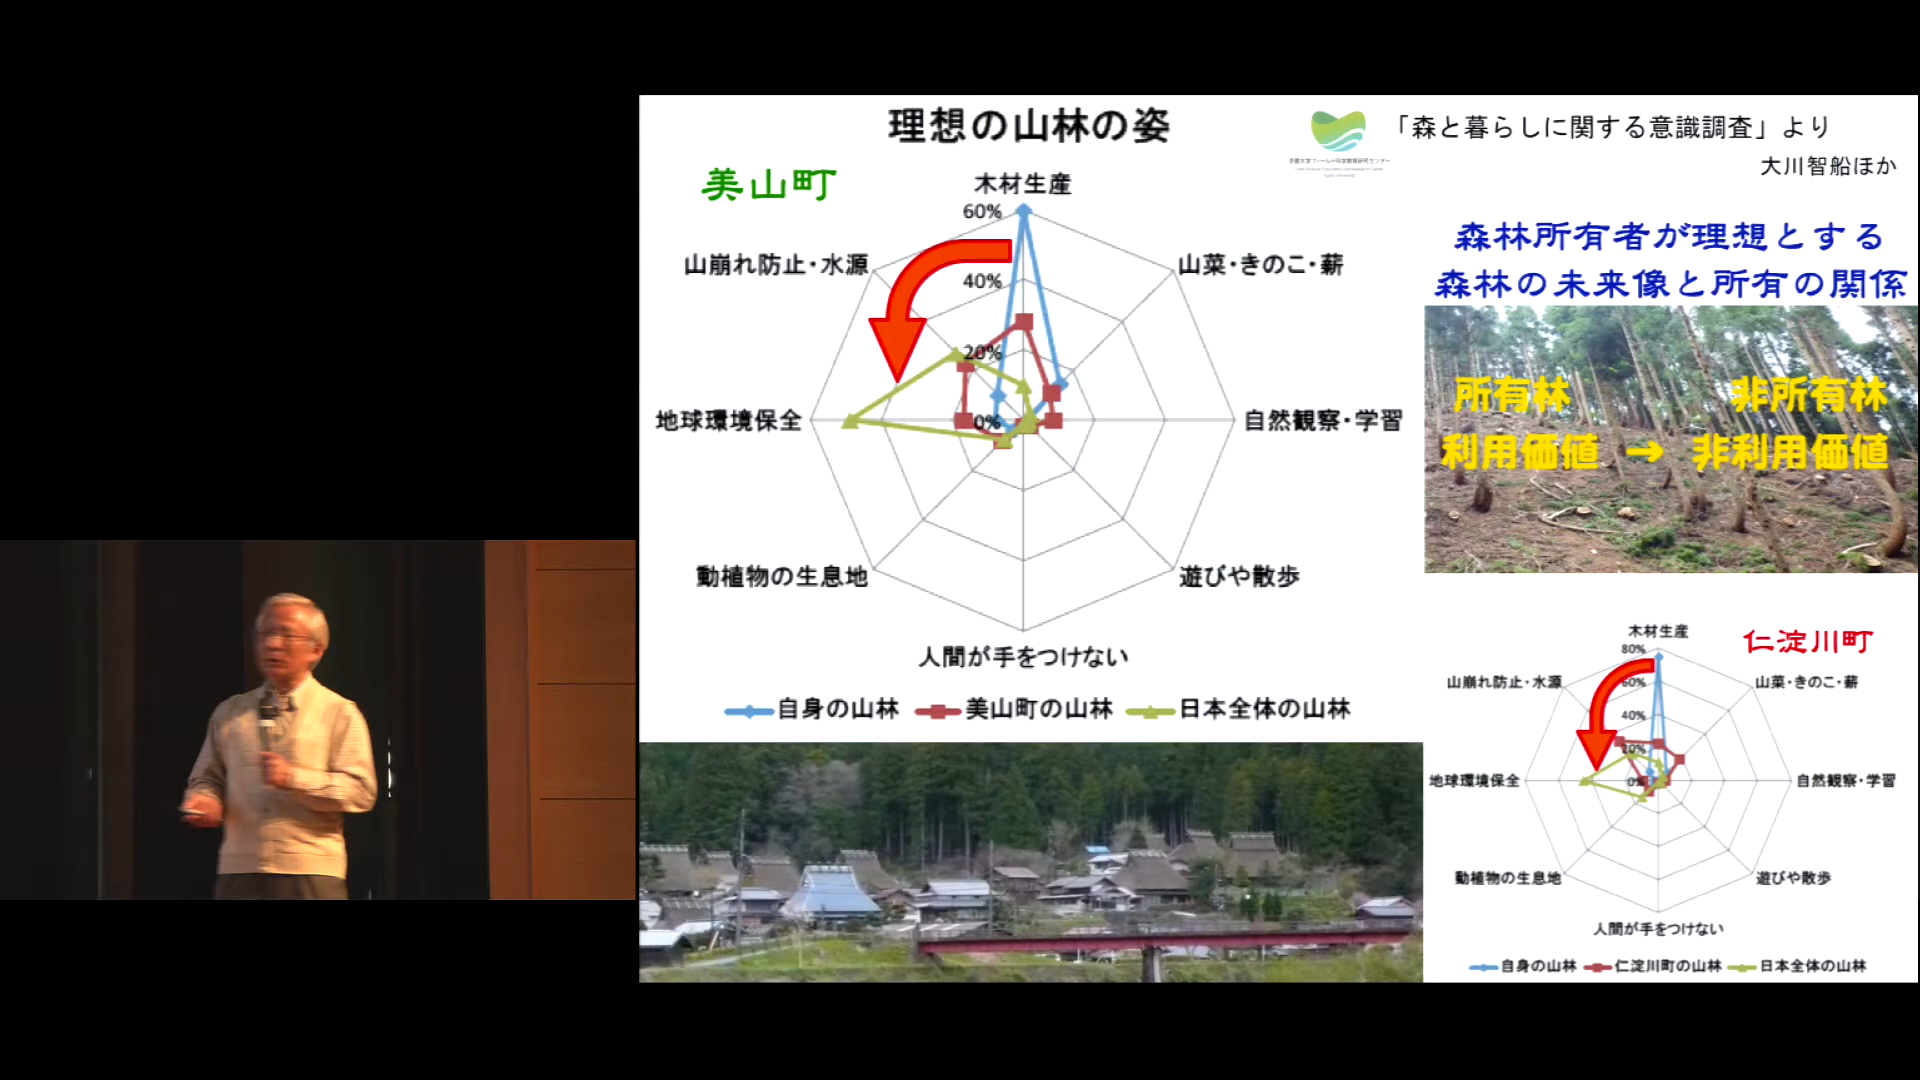 理想の山林の姿
「森と暮らしに関する意識調査」より
大川智船ほか
美山町
木材生産
60%
40%
20%
0%
山崩れ防止・水源
山菜・きのこ・薪
地球環境保全
自然観察・学習
動植物の生息地
遊びや散歩
人間が手をつけない
自身の山林
美山町の山林
日本全体の山林
森林所有者が理想とする
森林の未来像と所有の関係
所有林 非所有林
利用価値 → 非利用価値
仁淀川町
木材生産
80%
60%
40%
20%
0%
山崩れ防止・水源
山菜・きのこ・薪
地球環境保全
自然観察・学習
動植物の生息地
遊びや散歩
人間が手をつけない
自身の山林
仁淀川町の山林
日本全体の山林